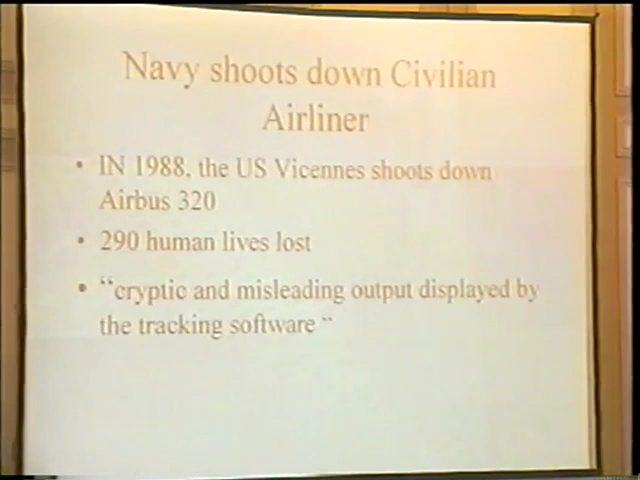 Navy shoots down Civilian
Airliner
• IN 1988, the US Vicennes shoots down
Airbus 320
• 290 human lives lost
• “cryptic and misleading output displayed by
the tracking software “